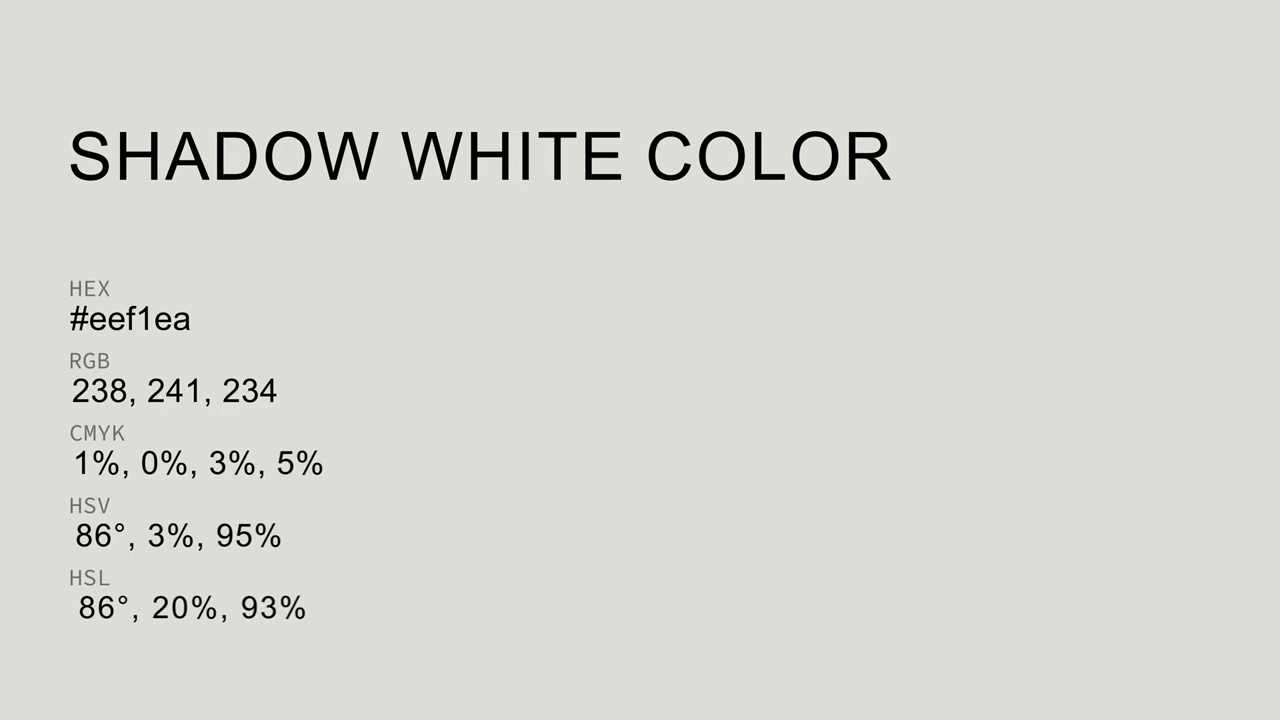 SHADOW WHITE COLOR
HEX
#eef1ea
RGB
238, 241, 234
CMYK
1%, 0%, 3%, 5%
HSV
86°, 3%, 95%
HSL
86°, 20%, 93%